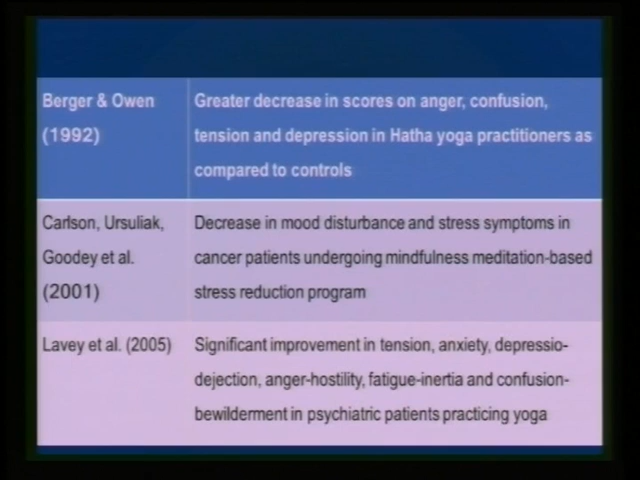 Berger & Owen
(1992)
Greater decrease in scores on anger, confusion,
tension and depression in Hatha yoga practitioners as
compared to controls
Carlson, Ursuliak,
Goodey et al.
(2001)
Decrease in mood disturbance and stress symptoms in
cancer patients undergoing mindfulness meditation-based
stress reduction program
Lavey et al. (2005)
Significant improvement in tension, anxiety, depressio-
dejection, anger-hostility, fatigue-inertia and confusion-
bewilderment in psychiatric patients practicing yoga